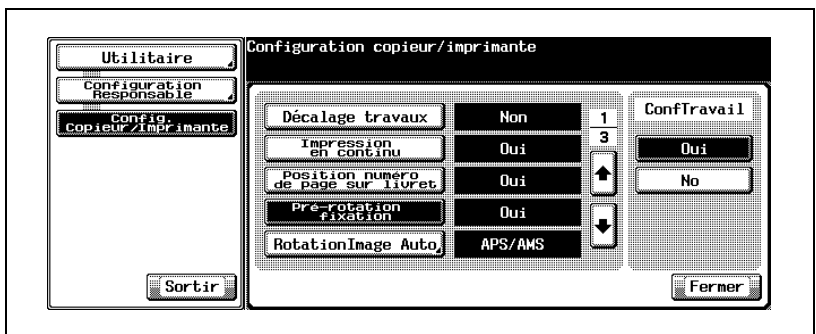 Utilitaire
Configuration
Responsable
Config.
Copieur/Imprimante
Sortir
Configuration copieur/imprimante
Décalage travaux Non
Impression
en continu
Oui
Position numéro
de page sur livret
Oui
Pré-rotation
fixation
Oui
RotationImage Auto APS/AMS
1
3
ConfTravail
Oui
No
Fermer